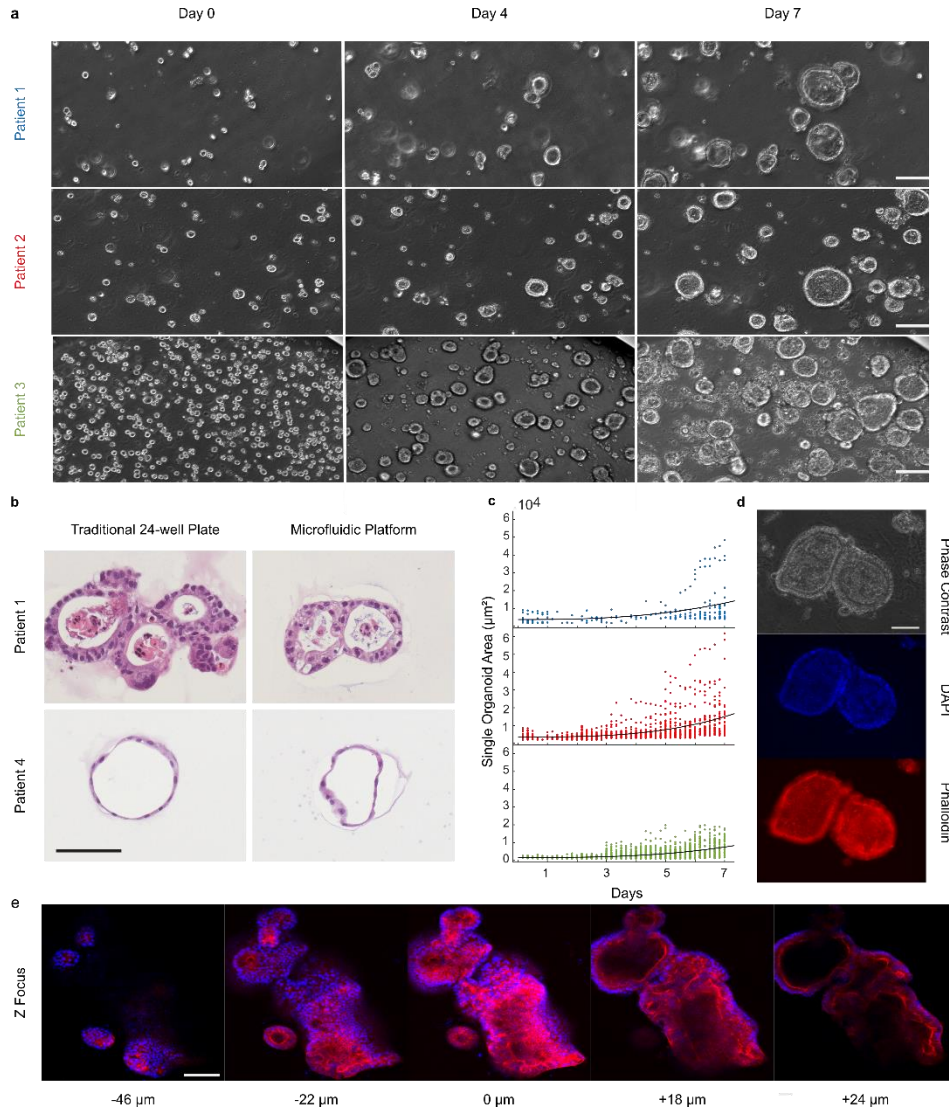 a
Day 0 Day 4 Day 7
Patient 1
Patient 2
Patient 3
b
Traditional 24-well Plate Microfluidic Platform
Patient 1
Patient 4
c
10⁴
Single Organoid Area (µm²)
6
5
4
3
2
1
6
5
4
3
2
1
6
5
4
3
2
1
0
1 3 5 7
Days
d
Phase Contrast
DAPI
Phalloidin
e
Z Focus
-46 µm -22 µm 0 µm +18 µm +24 µm